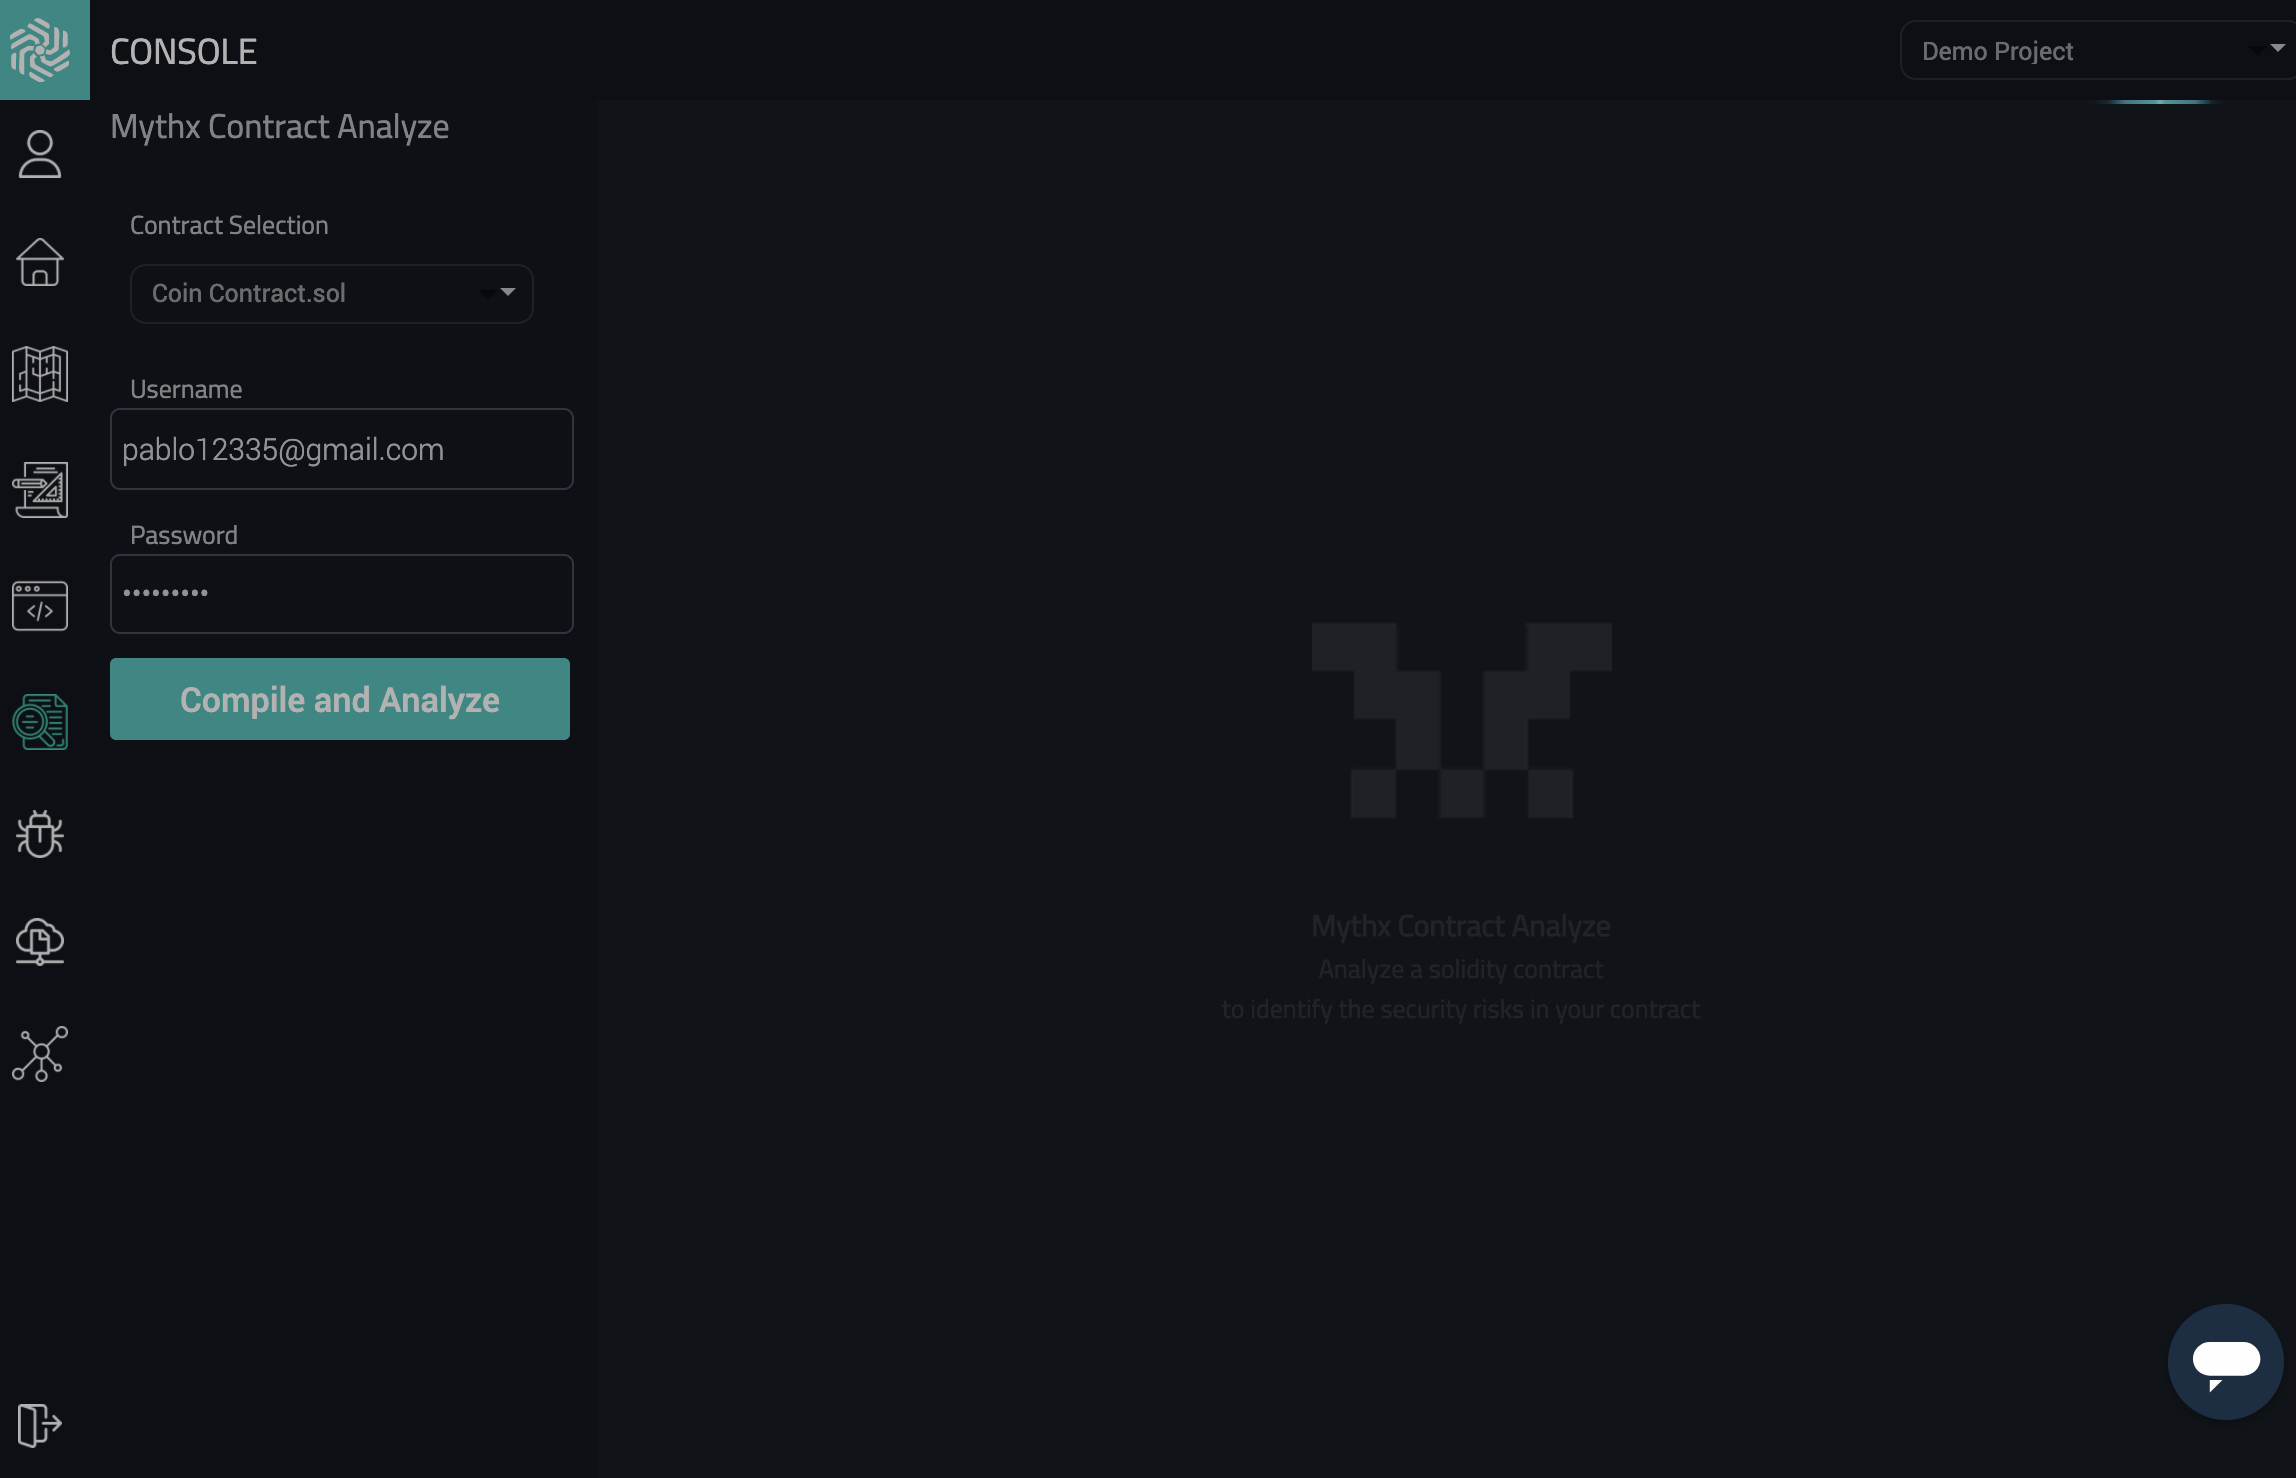 CONSOLE
Demo Project
Mythx Contract Analyze
Contract Selection
Coin Contract.sol
Username
pablo12335@gmail.com
Password
•••••••••
Compile and Analyze
Mythx Contract Analyze
Analyze a solidity contract
to identify the security risks in your contract